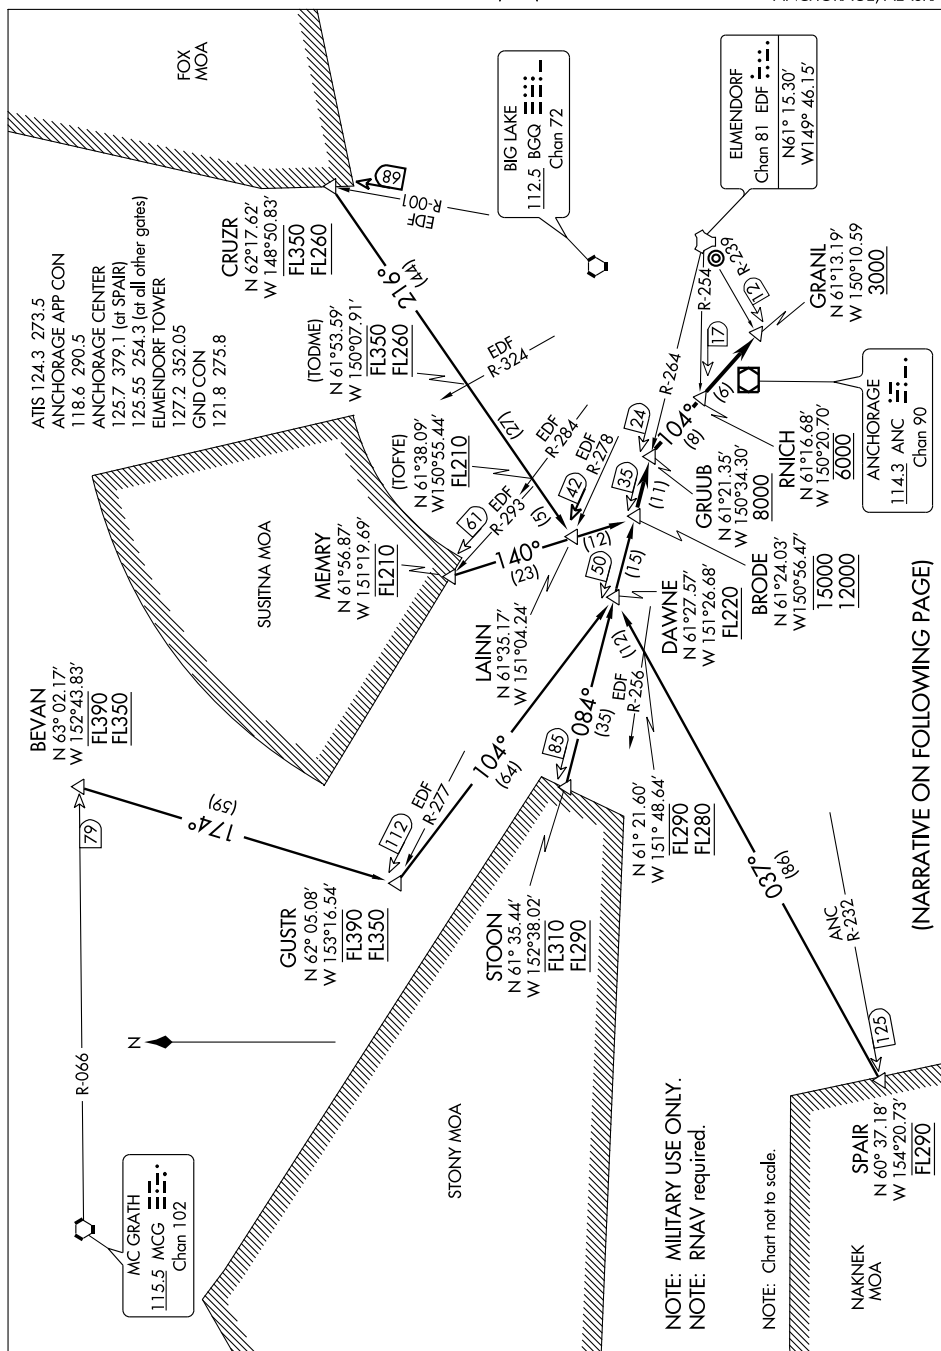 ATIS 124.3 273.5
ANCHORAGE APP CON
118.6 290.5
ANCHORAGE CENTER
125.7 379.1 (at SPAIR)
125.55 254.3 (at all other gates)
ELMENDORF TOWER
127.2 352.05
GND CON
121.8 275.8
FOX
MOA
BIG LAKE
112.5 BGQ
Chan 72
ELMENDORF
Chan 81 EDF
N61° 15.30′
W149° 46.15′
CRUZR
N 62°17.62′
W 148°50.83′
FL350
FL260
68
EDF
R-001
216°
(44)
(TODME)
N 61°53.59′
W 150°07.91′
FL350
FL260
EDF
R-324
(27)
(TOFYE)
N 61°38.09′
W150°55.44′
FL210
EDF
R-284
(5)
SUSITNA MOA
MEMRY
N 61°56.87′
W 151°19.69′
FL210
61
EDF
R-293
140°
(23)
42
EDF
R-278
(12)
LAINN
N 61°35.17′
W 151°04.24′
BEVAN
N 63° 02.17′
W 152°43.83′
FL390
FL350
79
R-066
MC GRATH
115.5 MCG
Chan 102
174°
(59)
GUSTR
N 62° 05.08′
W 153°16.54′
FL390
FL350
112
EDF
R-277
104°
(64)
N
STOON
N 61° 35.44′
W 152°38.02′
FL310
FL290
85
084°
(35)
EDF
R-256
(12)
N 61° 21.60′
W 151° 48.64′
FL290
FL280
50
(15)
DAWNE
N 61°27.57′
W 151°26.68′
FL220
35
(11)
BRODE
N 61°24.03′
W150°56.47′
15000
12000
24
R-264
GRUUB
N 61°21.35′
W 150°34.30′
8000
104°
(8)
R-254
17
RNICH
N 61°16.68′
W 150°20.70′
6000
(6)
R-239
12
GRANL
N 61°13.19′
W 150°10.59
3000
ANCHORAGE
114.3 ANC
Chan 90
STONY MOA
037°
(86)
ANC
R-232
125
SPAIR
N 60° 37.18′
W 154°20.73′
FL290
NAKNEK
MOA
NOTE: MILITARY USE ONLY.
NOTE: RNAV required.
NOTE: Chart not to scale.
(NARRATIVE ON FOLLOWING PAGE)